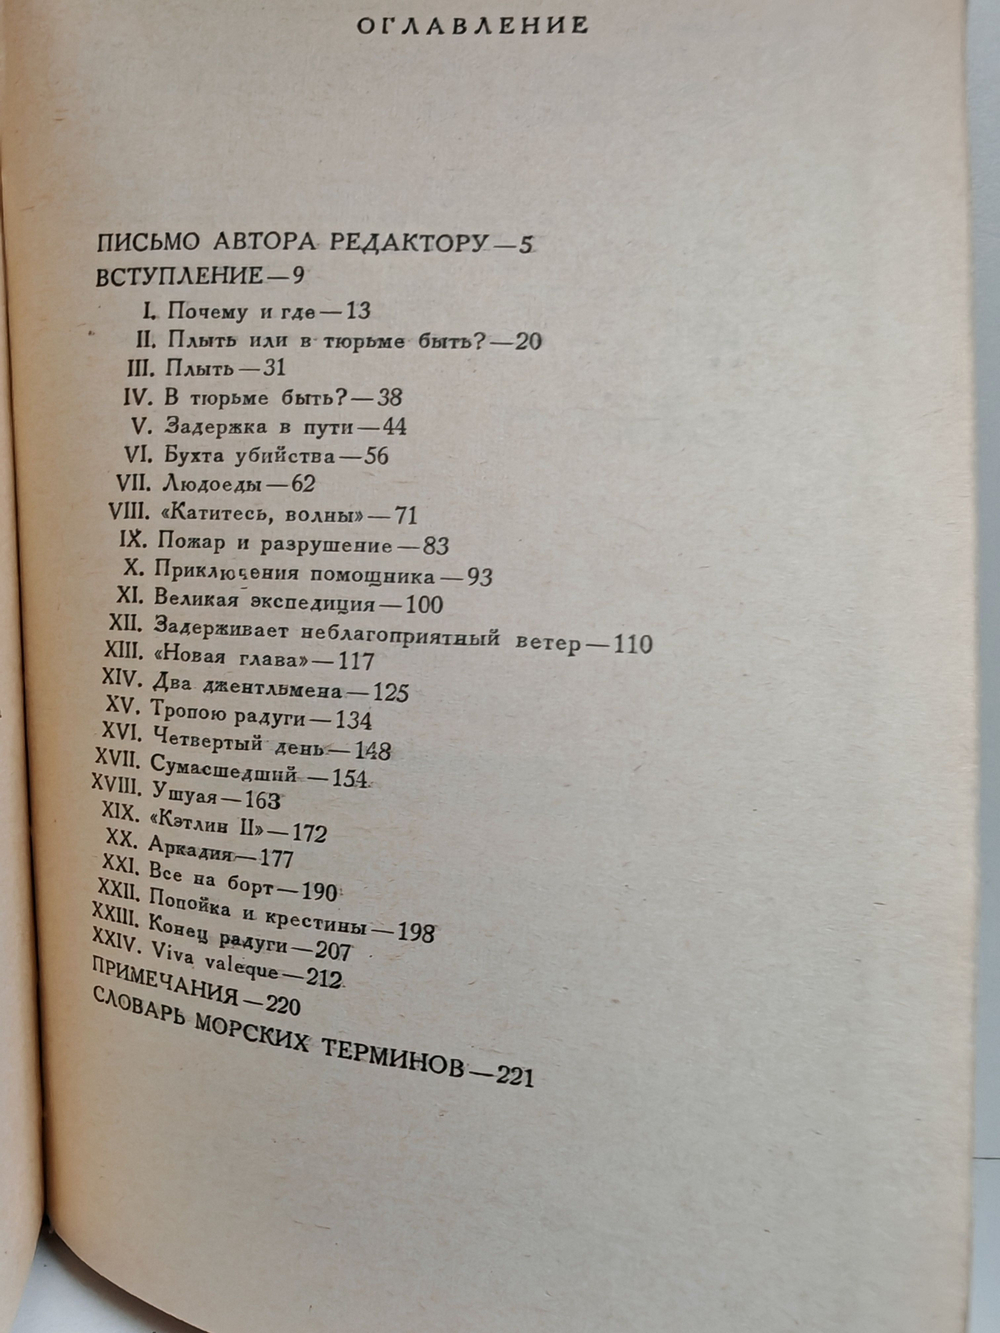 ОГЛАВЛЕНИЕ
ПИСЬМО АВТОРА РЕДАКТОРУ—5
ВСТУПЛЕНИЕ—9
I. Почему и где—13
II. Плыть или в тюрьме быть?—20
III. Плыть—31
IV. В тюрьме быть?—38
V. Задержка в пути—44
VI. Бухта убийства—56
VII. Людоеды—62
VIII. «Катитесь, волны»—71
IX. Пожар и разрушение—83
X. Приключения помощника—93
XI. Великая экспедиция—100
XII. Задерживает неблагоприятный ветер—110
XIII. «Новая глава»—117
XIV. Два джентльмена—125
XV. Тропою радуги—134
XVI. Четвертый день—148
XVII. Сумасшедший—154
XVIII. Ушуая—163
XIX. «Кэтлин II»—172
XX. Аркадия—177
XXI. Все на борт—190
XXII. Попойка и крестины—198
XXIII. Конец радуги—207
XXIV. Viva valeque—212
ПРИМЕЧАНИЯ—220
СЛОВАРЬ МОРСКИХ ТЕРМИНОВ—221